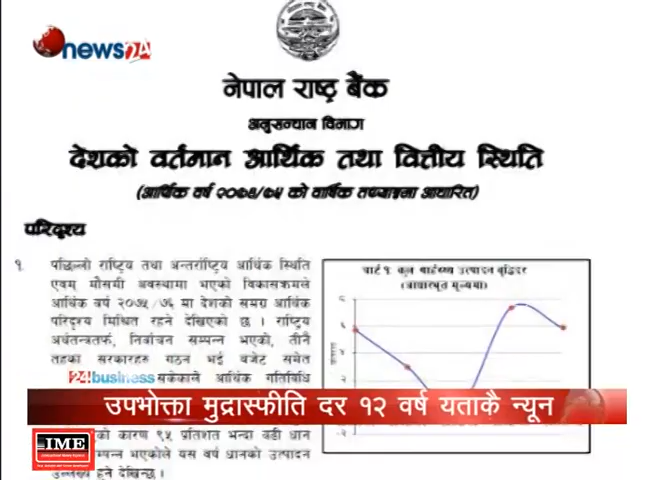 news24
नेपाल राष्ट्र बैंक
अनुसन्धान विभाग
देशको वर्तमान आर्थिक तथा वित्तीय स्थिति
(आर्थिक वर्ष को वार्षिक तथ्याङ्कमा आधारित)
परिदृश्य
१. पछिल्लो राष्ट्रिय तथा अन्तर्राष्ट्रिय आर्थिक स्थिति
एवम् मौसमी अवस्थामा भएको विकासक्रमले
आर्थिक वर्ष २०७५/७६ मा देशको समग्र आर्थिक
परिदृश्य मिश्रित रहने देखिएको छ । राष्ट्रिय
अर्थतन्त्रतर्फ, निर्वाचन सम्पन्न भएको, तीनै
तहका सरकारहरु गठन भई बजेट समेत
24business सकेकाले आर्थिक गतिविधि
चार्ट १: कुल गार्हस्थ्य उत्पादन वृद्धिदर
(आधारभूत मूल्यमा)
उपभोक्ता मुद्रास्फीति दर १२ वर्ष यताकै न्यून
IME
को कारण ९५ प्रतिशत भन्दा बढी धान
म्पन्न भएकोले यस वर्ष धानको उत्पादन
उल्लेख्य हुने देखिन्छ ।